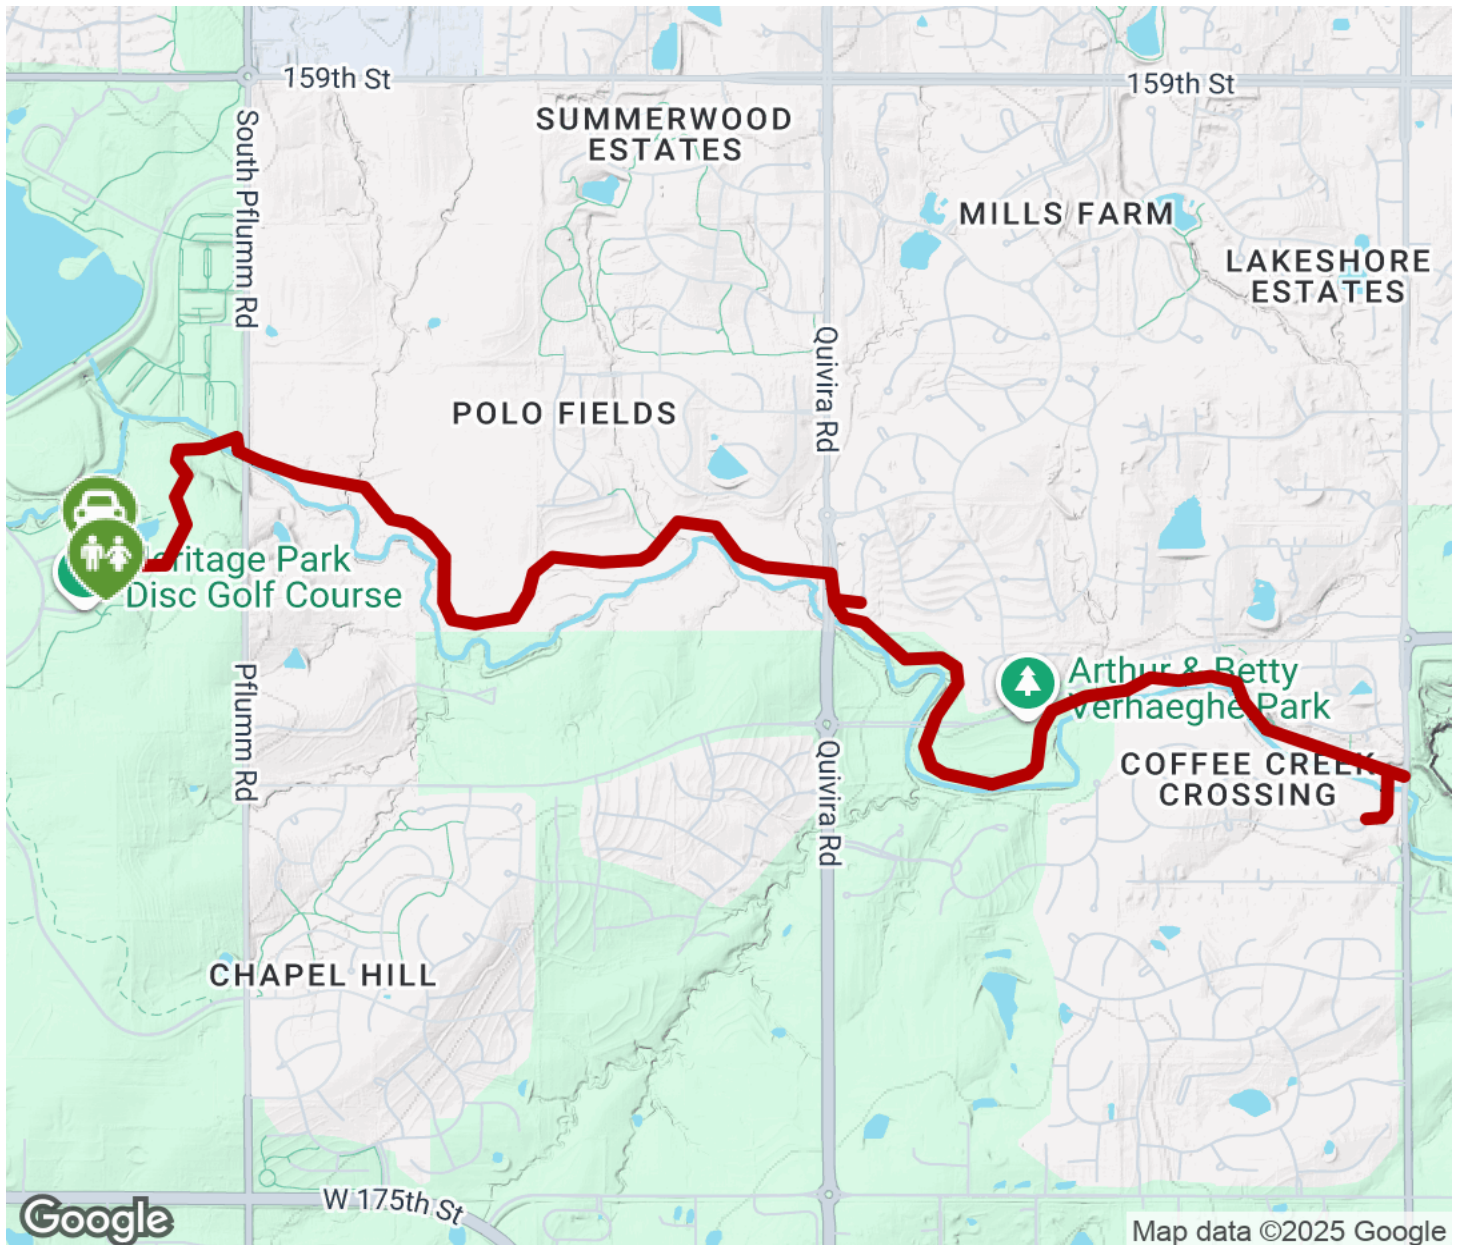 159th St
159th St
SUMMERWOOD
ESTATES
South Pflumm Rd
MILLS FARM
LAKESHORE
ESTATES
Quivira Rd
POLO FIELDS
Heritage Park
Disc Golf Course
Pflumm Rd
Arthur & Betty
Verhaeghe Park
Quivira Rd
COFFEE CREEK
CROSSING
CHAPEL HILL
W 175th St
Google
Map data ©2025 Google